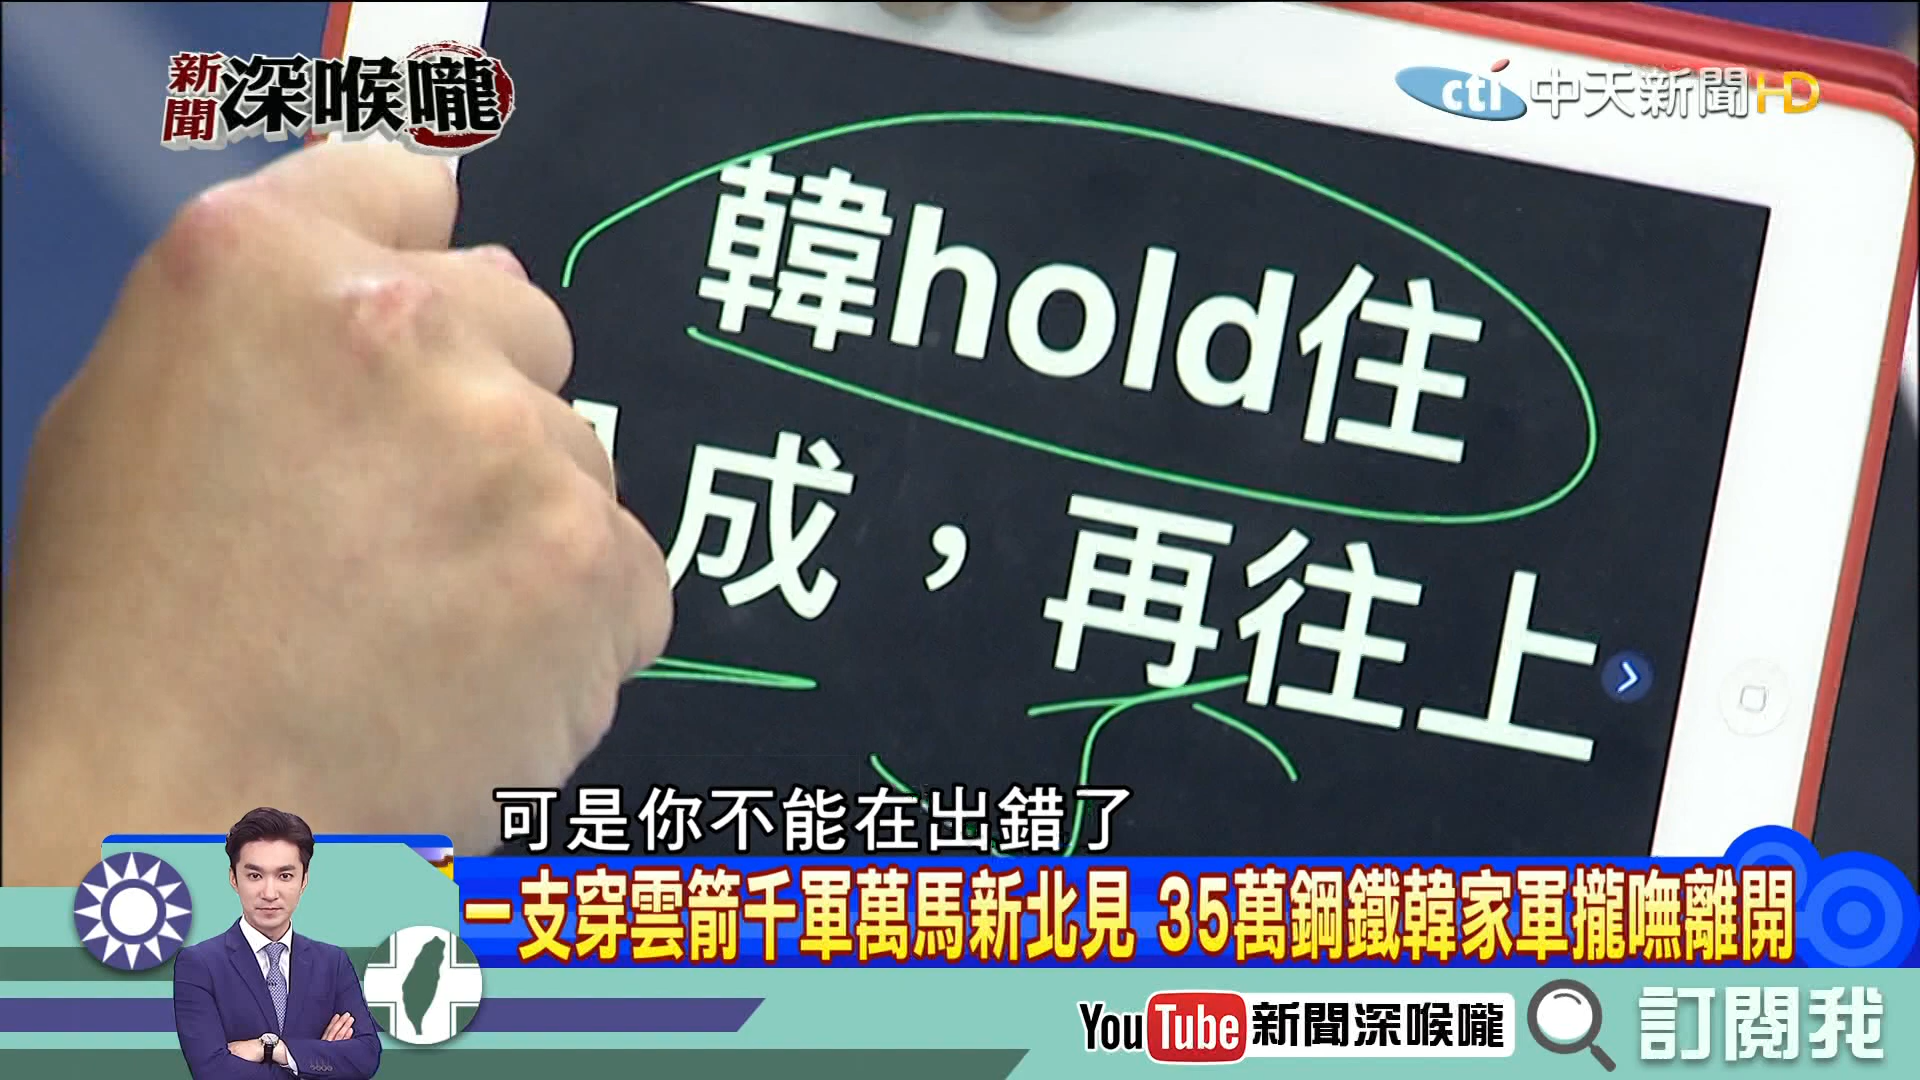 新聞深喉嚨
cti 中天新聞HD
韓hold住
成，再往上
可是你不能在出錯了
一支穿雲箭千軍萬馬新北見 35萬鋼鐵韓家軍攏嘸離開
YouTube 新聞深喉嚨 訂閱我